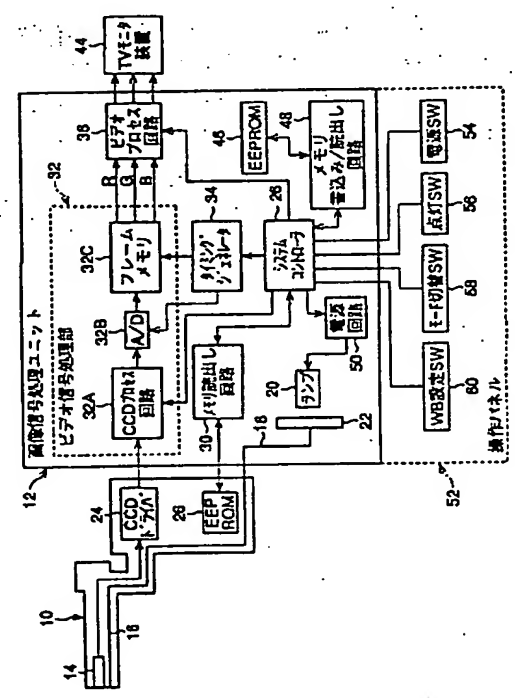 10
14
16
24
CCD
ドライバ
26
EEP
ROM
12
画像信号処理ユニット
ビデオ信号処理部
32
32A
CCDプロセス
回路
32B
A/D
32C
フレーム
メモリ
R
G
B
36
ビデオ
プロセス
回路
44
TVモニタ
装置
30
メモリ読出し
回路
34
タイミング
ジェネレータ
26
システム
コントローラ
46
EEPROM
48
メモリ
書込み/読出し
回路
16
20
ランプ
22
電源
回路
50
52
操作パネル
WB設定SW
60
モード切替SW
58
点灯SW
56
電源SW
54